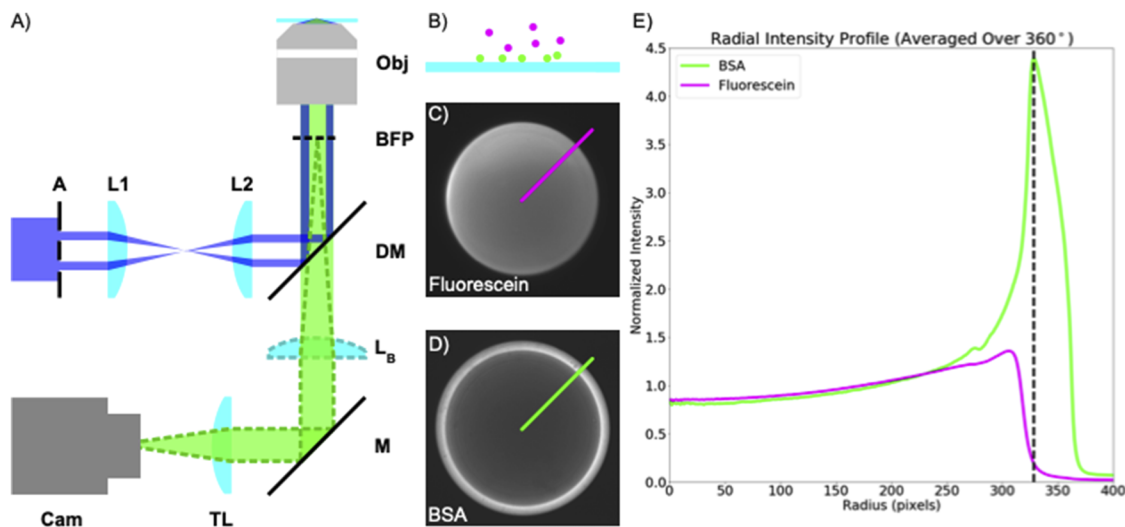 A)
Obj
BFP
A
L1
L2
DM
L_B
M
Cam
TL
B)
C)
Fluorescein
D)
BSA
E)
Radial Intensity Profile (Averaged Over 360°)
BSA
Fluorescein
Normalized Intensity
4.5
4.0
3.5
3.0
2.5
2.0
1.5
1.0
0.5
0.0
0
50
100
150
200
250
300
350
400
Radius (pixels)